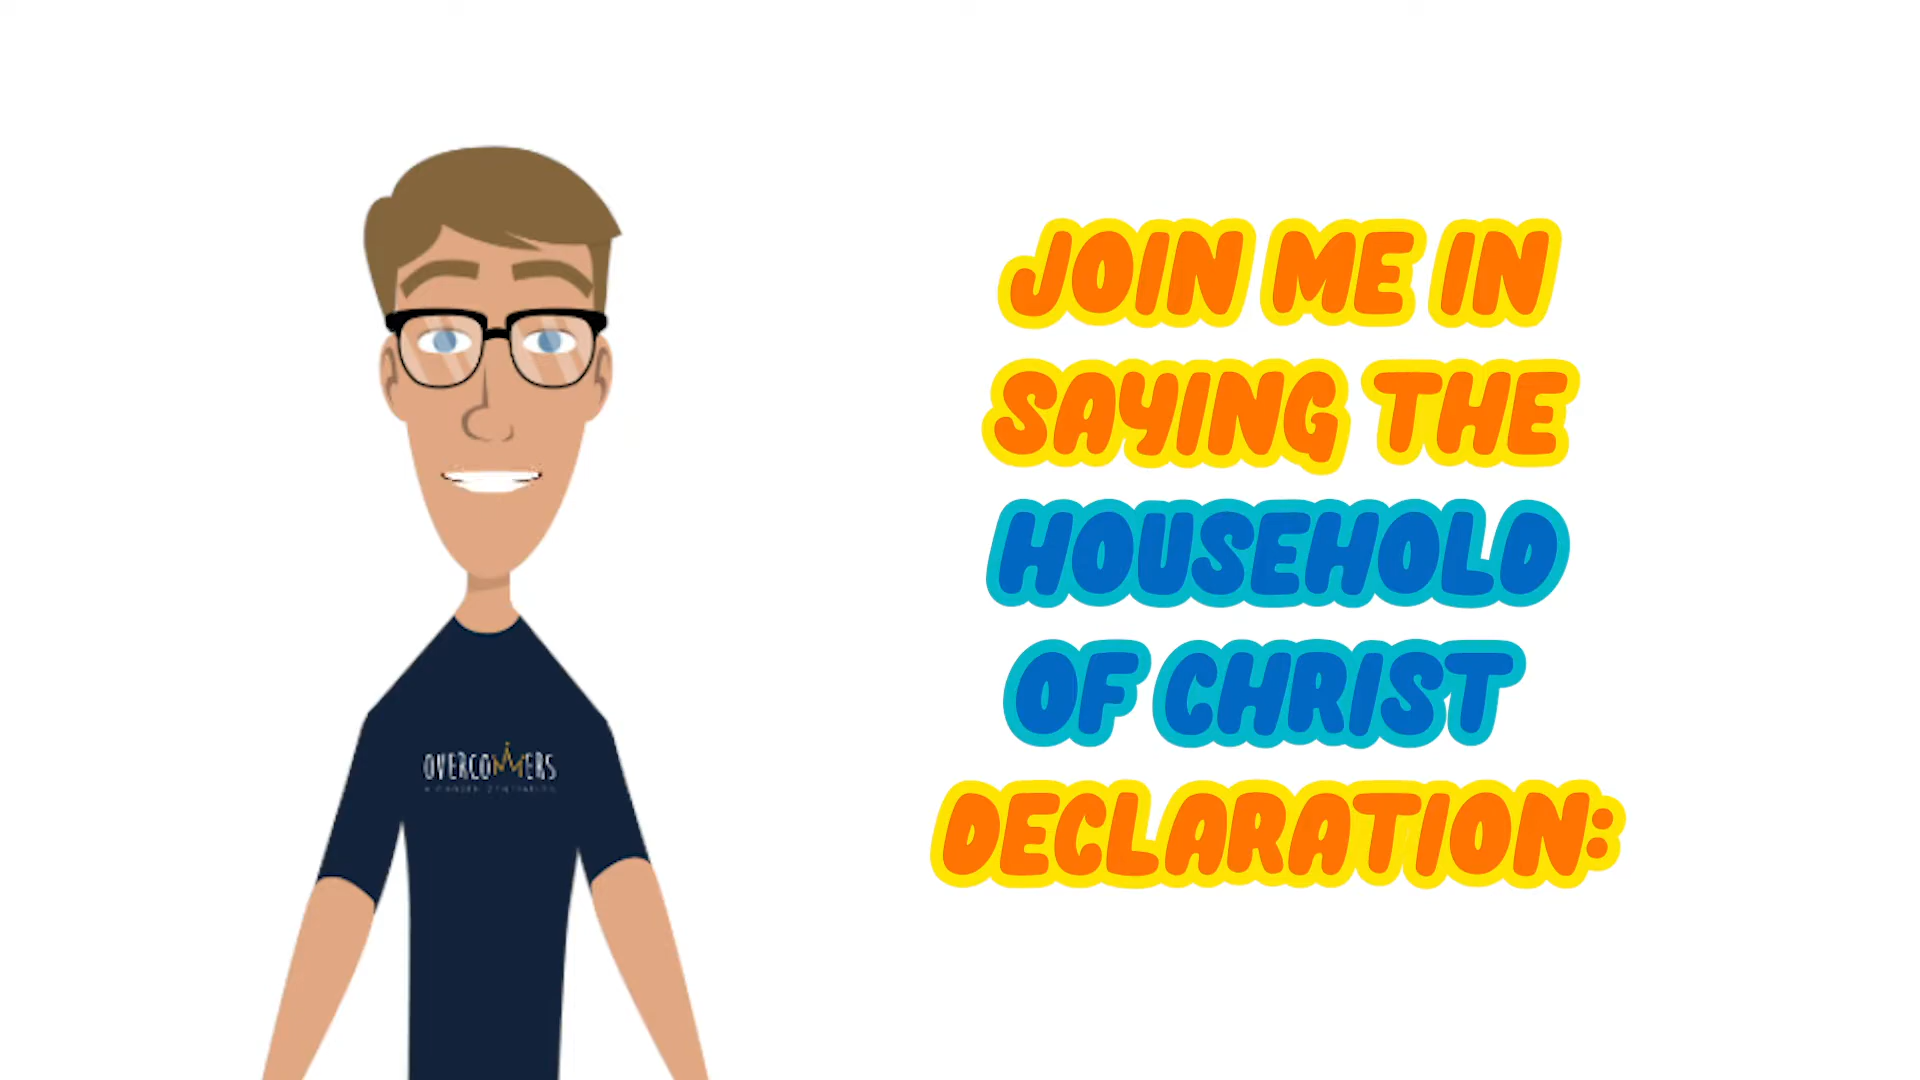 JOIN ME IN
SAYING THE
HOUSEHOLD
OF CHRIST
DECLARATION:
OVERCOMERS